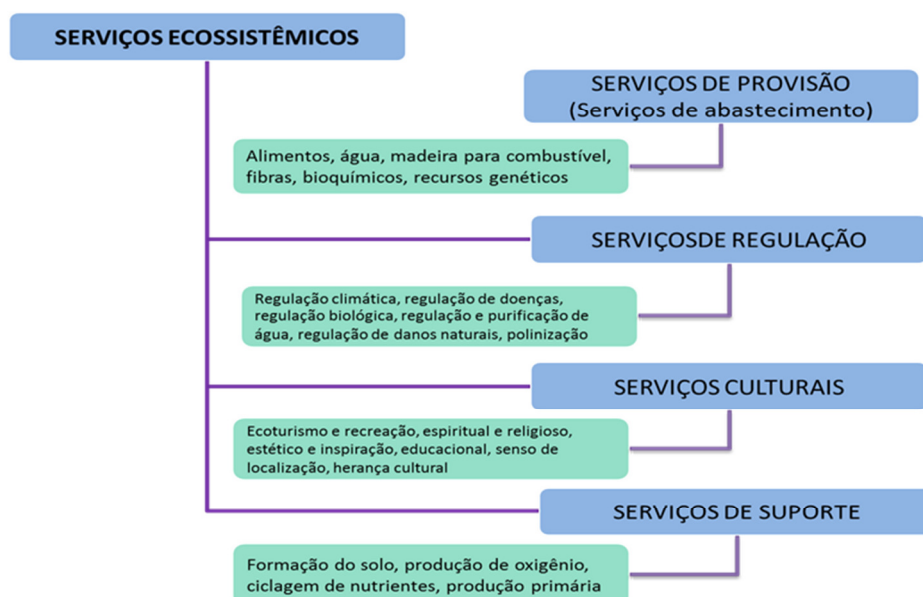 SERVIÇOS ECOSSISTÊMICOS
SERVIÇOS DE PROVISÃO
(Serviços de abastecimento)
Alimentos, água, madeira para combustível,
fibras, bioquímicos, recursos genéticos
SERVIÇOSDE REGULAÇÃO
Regulação climática, regulação de doenças,
regulação biológica, regulação e purificação de
água, regulação de danos naturais, polinização
SERVIÇOS CULTURAIS
Ecoturismo e recreação, espiritual e religioso,
estético e inspiração, educacional, senso de
localização, herança cultural
SERVIÇOS DE SUPORTE
Formação do solo, produção de oxigênio,
ciclagem de nutrientes, produção primária